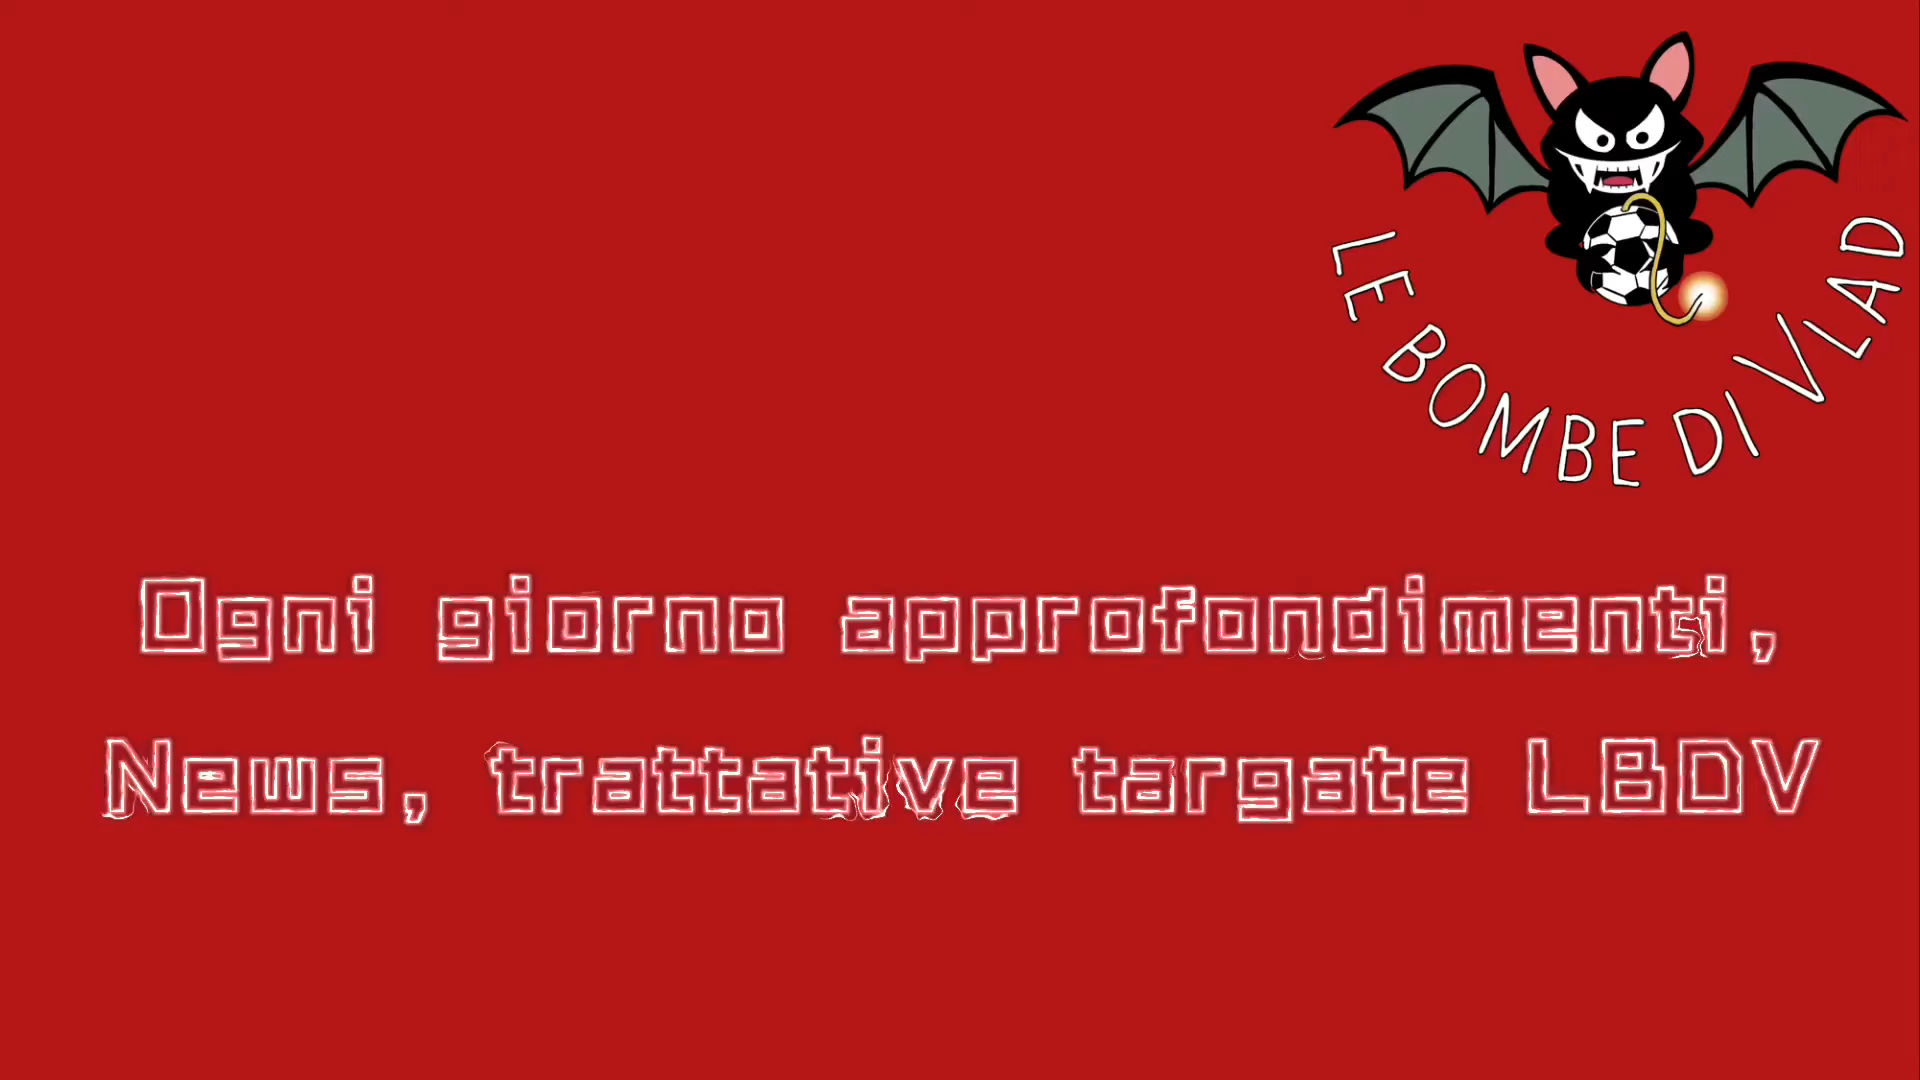 LE BOMBE DI VLAD
Ogni giorno approfondimenti,
News, trattative targate LBDV